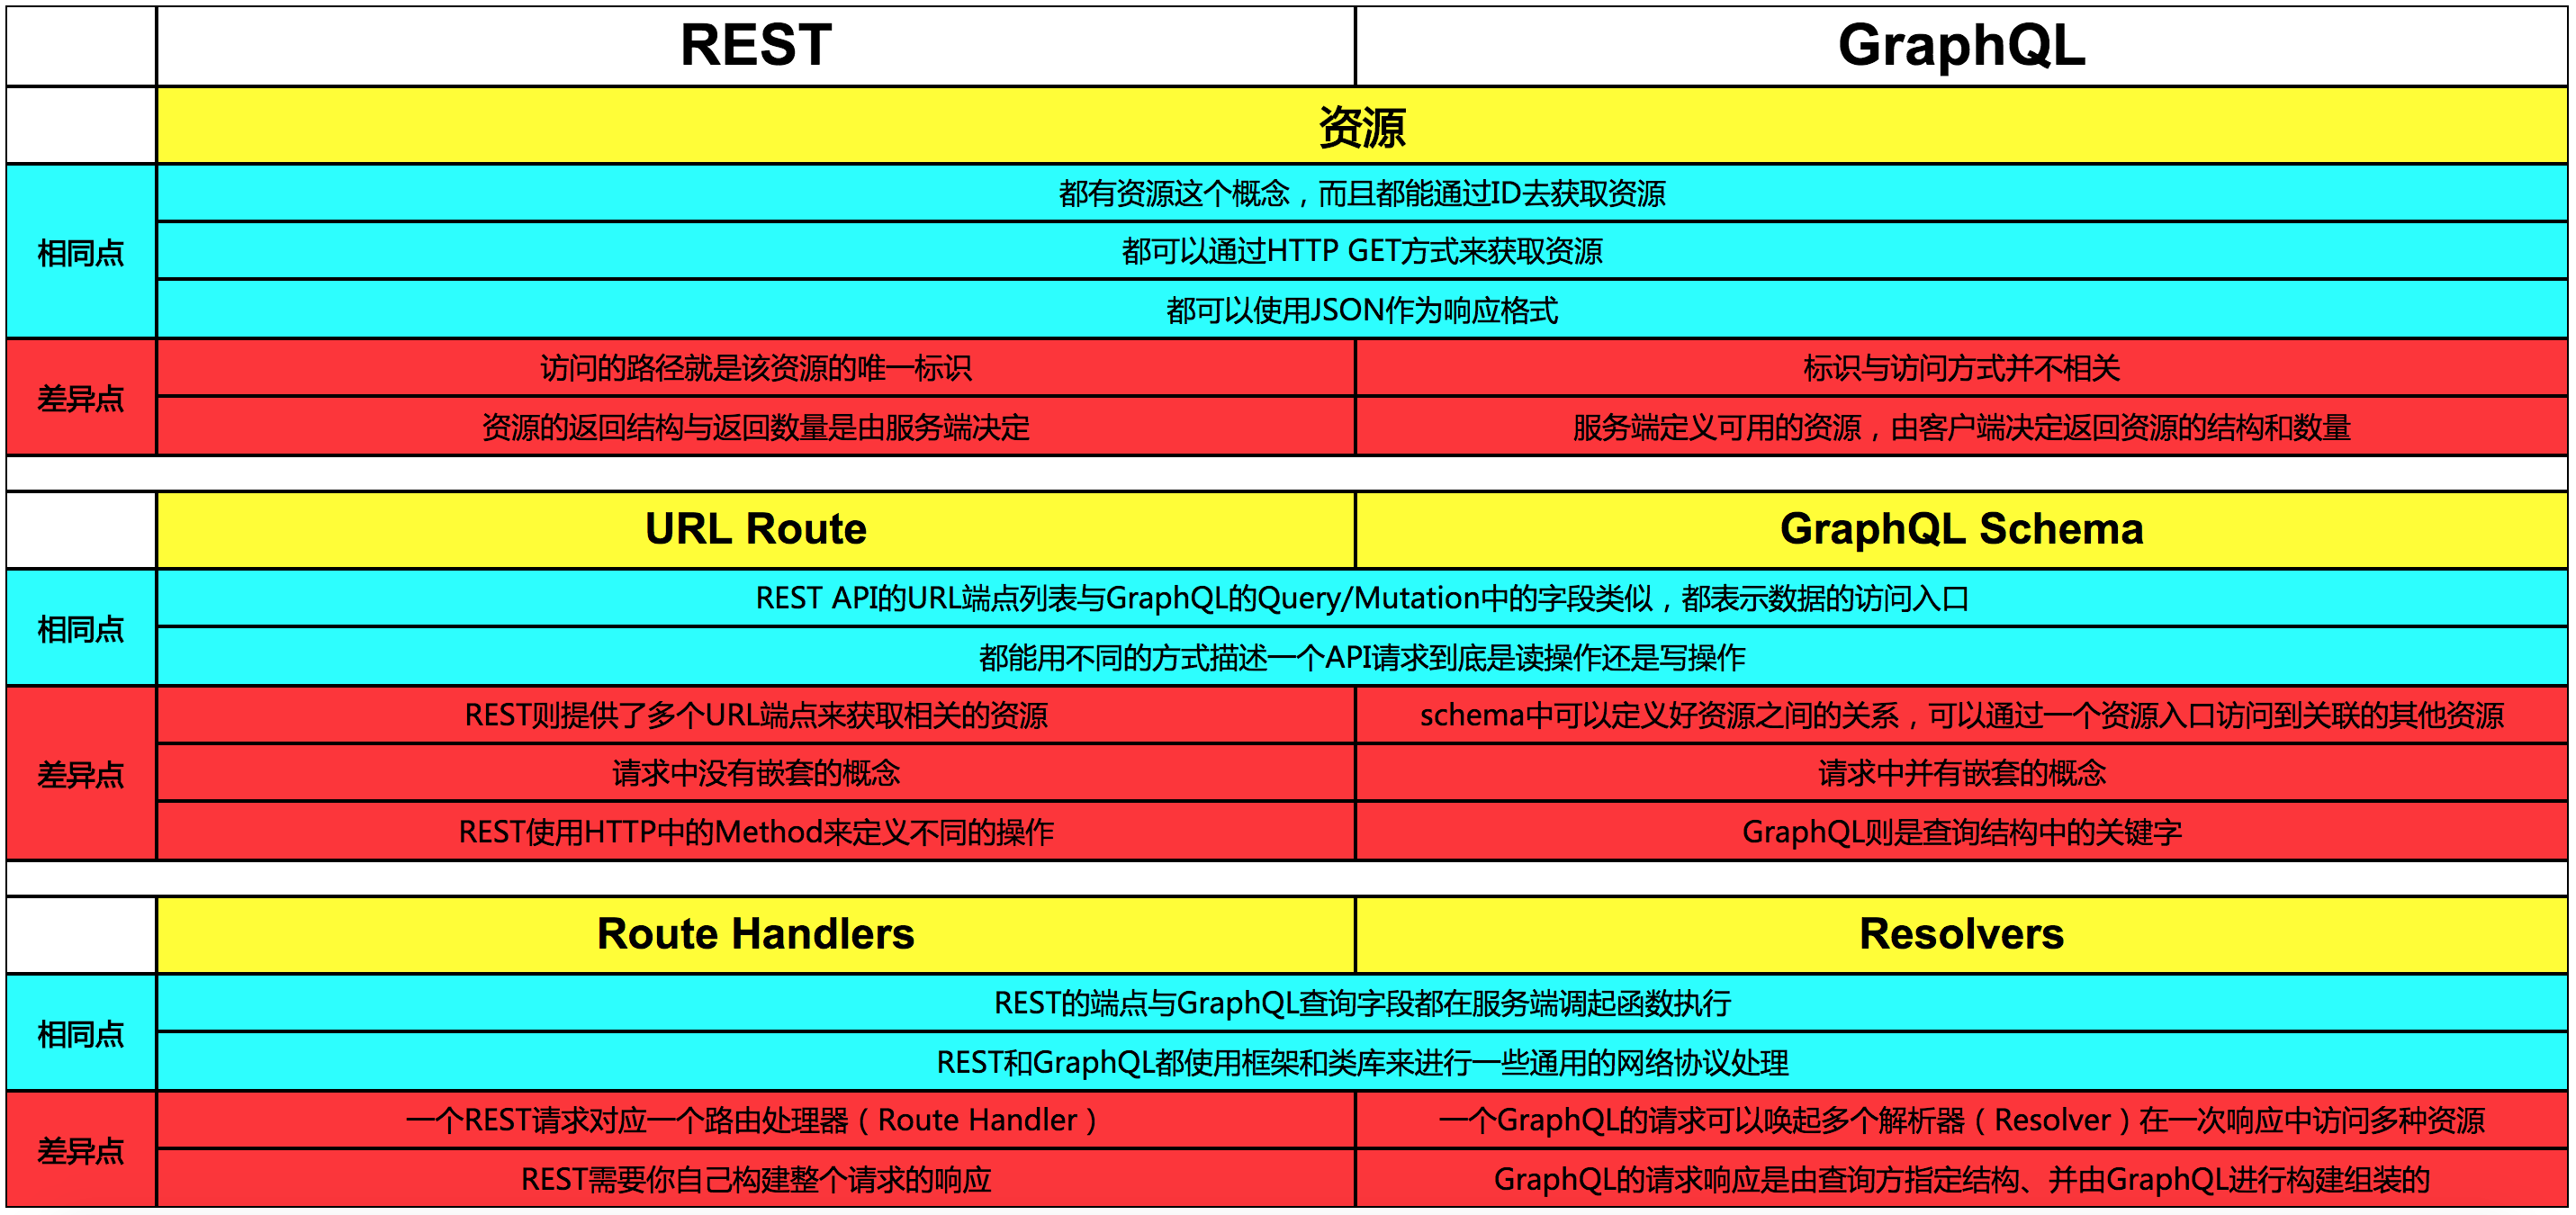 REST
GraphQL
资源
相同点
都有资源这个概念，而且都能通过ID去获取资源
都可以通过HTTP GET方式来获取资源
都可以使用JSON作为响应格式
差异点
访问的路径就是该资源的唯一标识
标识与访问方式并不相关
资源的返回结构与返回数量是由服务端决定
服务端定义可用的资源，由客户端决定返回资源的结构和数量
URL Route
GraphQL Schema
相同点
REST API的URL端点列表与GraphQL的Query/Mutation中的字段类似，都表示数据的访问入口
都能用不同的方式描述一个API请求到底是读操作还是写操作
差异点
REST则提供了多个URL端点来获取相关的资源
schema中可以定义好资源之间的关系，可以通过一个资源入口访问到关联的其他资源
请求中没有嵌套的概念
请求中并有嵌套的概念
REST使用HTTP中的Method来定义不同的操作
GraphQL则是查询结构中的关键字
Route Handlers
Resolvers
相同点
REST的端点与GraphQL查询字段都在服务端调起函数执行
REST和GraphQL都使用框架和类库来进行一些通用的网络协议处理
差异点
一个REST请求对应一个路由处理器（Route Handler）
一个GraphQL的请求可以唤起多个解析器（Resolver）在一次响应中访问多种资源
REST需要你自己构建整个请求的响应
GraphQL的请求响应是由查询方指定结构、并由GraphQL进行构建组装的